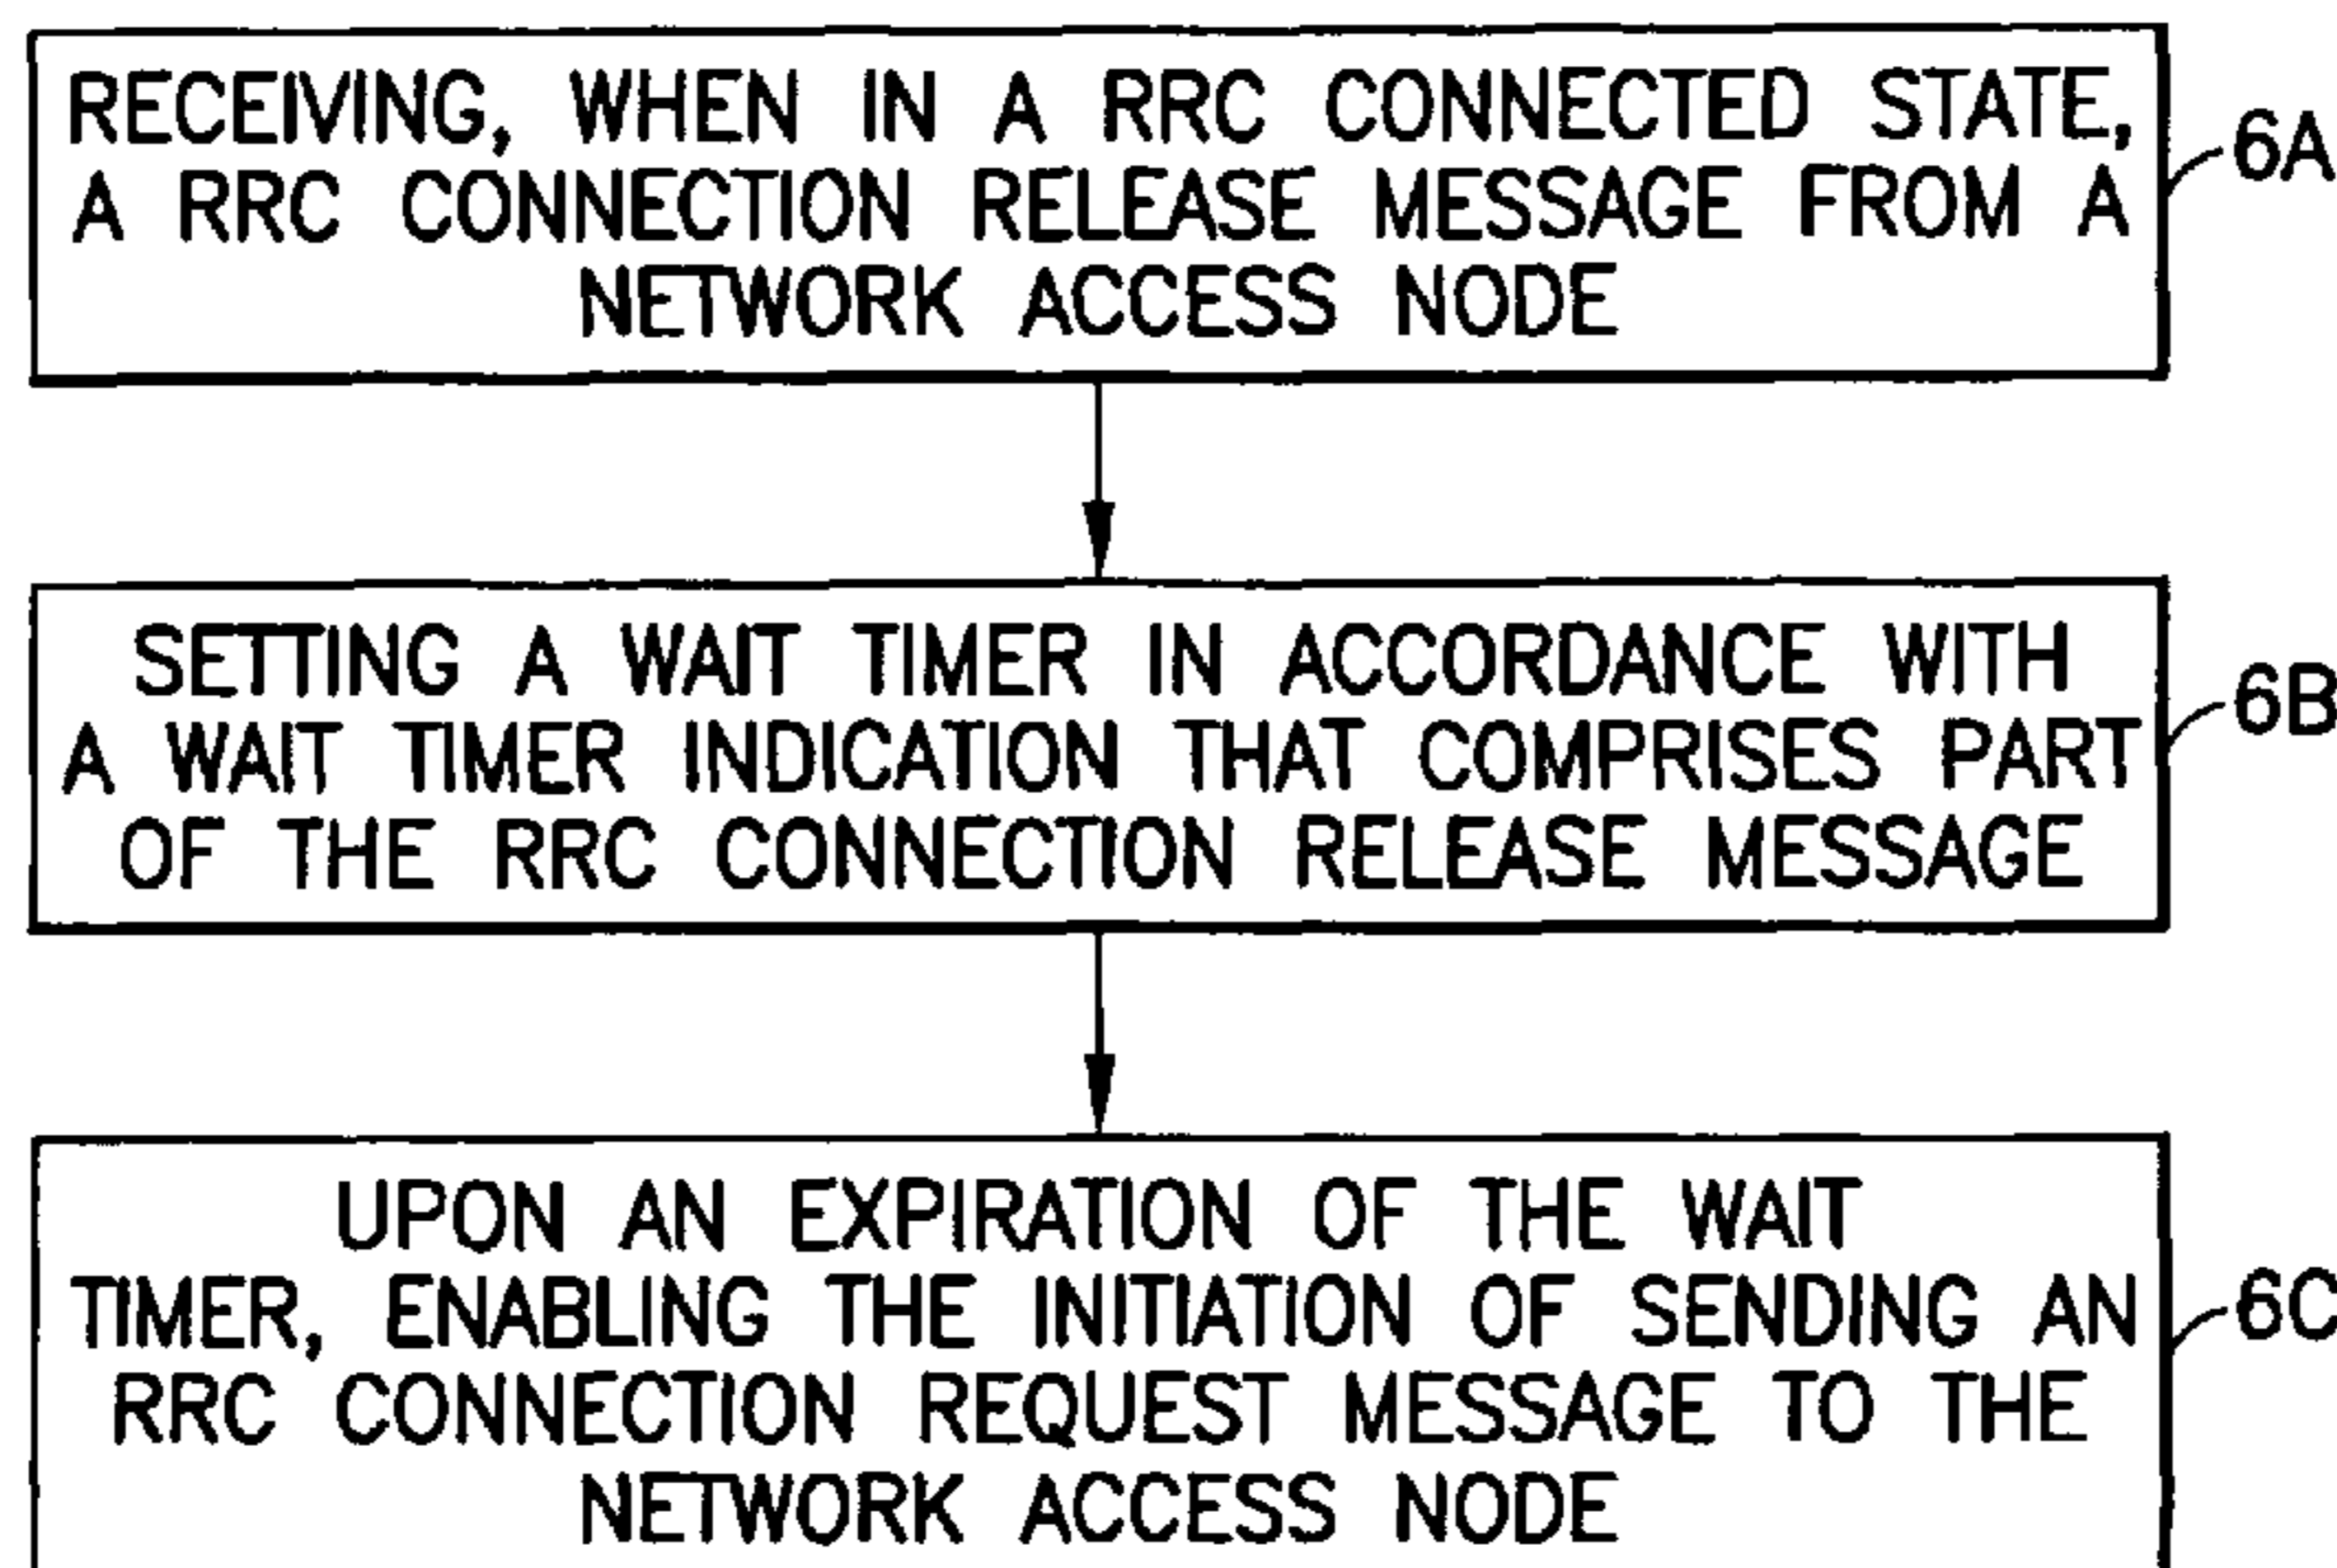 RECEIVING, WHEN IN A RRC CONNECTED STATE,
A RRC CONNECTION RELEASE MESSAGE FROM A
NETWORK ACCESS NODE
6A
SETTING A WAIT TIMER IN ACCORDANCE WITH
A WAIT TIMER INDICATION THAT COMPRISES PART
OF THE RRC CONNECTION RELEASE MESSAGE
6B
UPON AN EXPIRATION OF THE WAIT
TIMER, ENABLING THE INITIATION OF SENDING AN
RRC CONNECTION REQUEST MESSAGE TO THE
NETWORK ACCESS NODE
6C